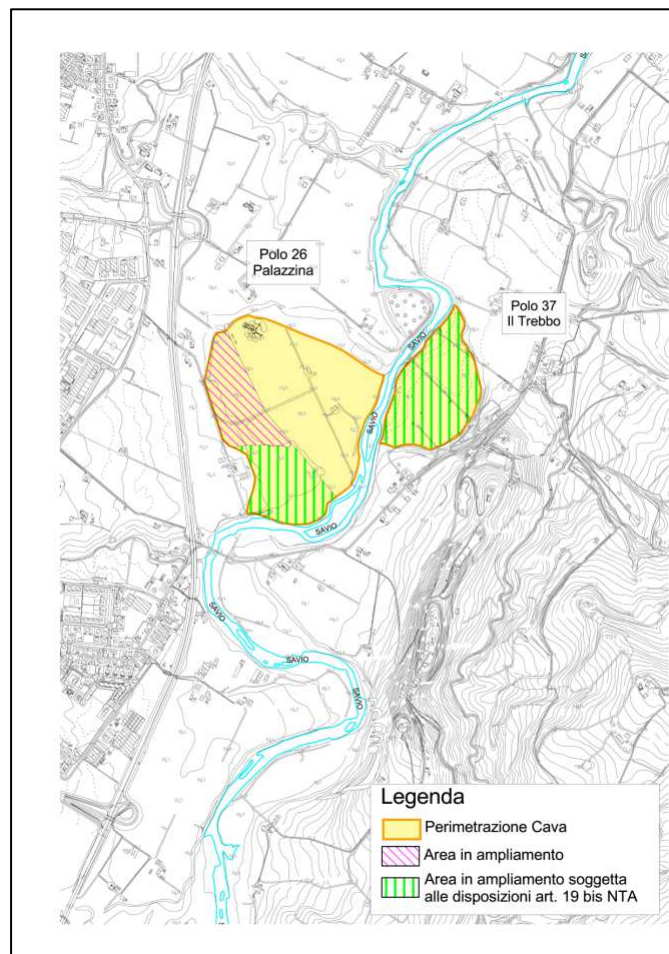 Polo 26
Palazzina
Polo 37
Il Trebbo
SAVIO
SAVIO
SAVIO
SAVIO
SAVIO
SAVIO
Legenda
Perimetrazione Cava
Area in ampliamento
Area in ampliamento soggetta
alle disposizioni art. 19 bis NTA